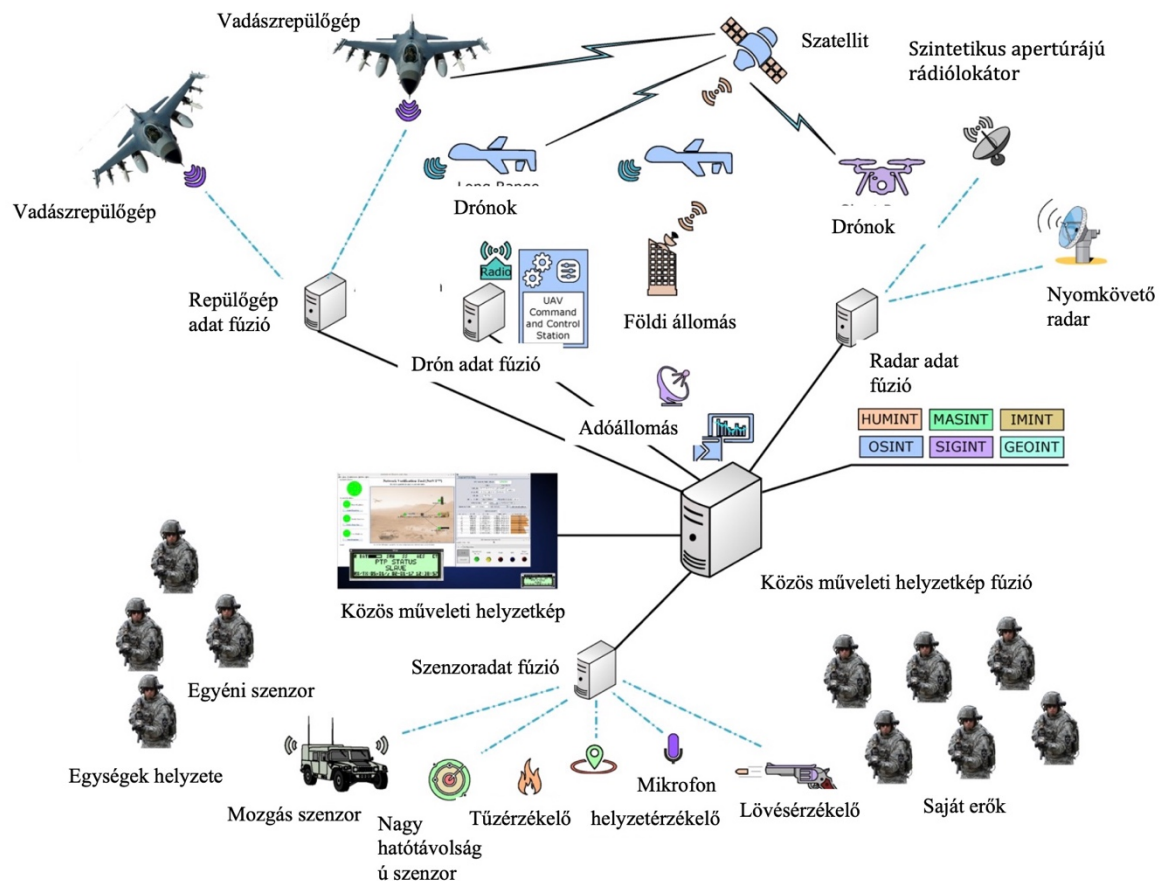 Vadászrepülőgép
Szatellit
Szintetikus apertúrájú
rádiólokátor
Vadászrepülőgép
Long Range
Drónok
Drónok
Radio
UAV
Command
and Control
Station
Repülőgép
adat fúzió
Földi állomás
Nyomkövető
radar
Drón adat fúzió
Radar adat
fúzió
Adóállomás
HUMINT MASINT IMINT
OSINT SIGINT GEOINT
PTP STATUS
SLAVE
Közös műveleti helyzetkép
Közös műveleti helyzetkép fúzió
Szenzoradat fúzió
Egyéni szenzor
Egységek helyzete
Mozgás szenzor
Nagy
hatótávolság
ú szenzor
Tűzérzékelő
helyzetérzékelő
Mikrofon
Lövésérzékelő
Saját erők